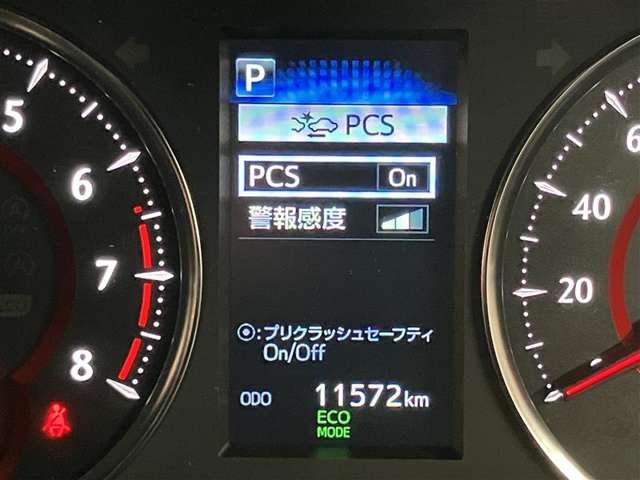 P
PCS
PCS On
警報感度
⦿:プリクラッシュセーフティ
On/Off
ODO 11572km
ECO
MODE
5
6
7
8
6
40
20